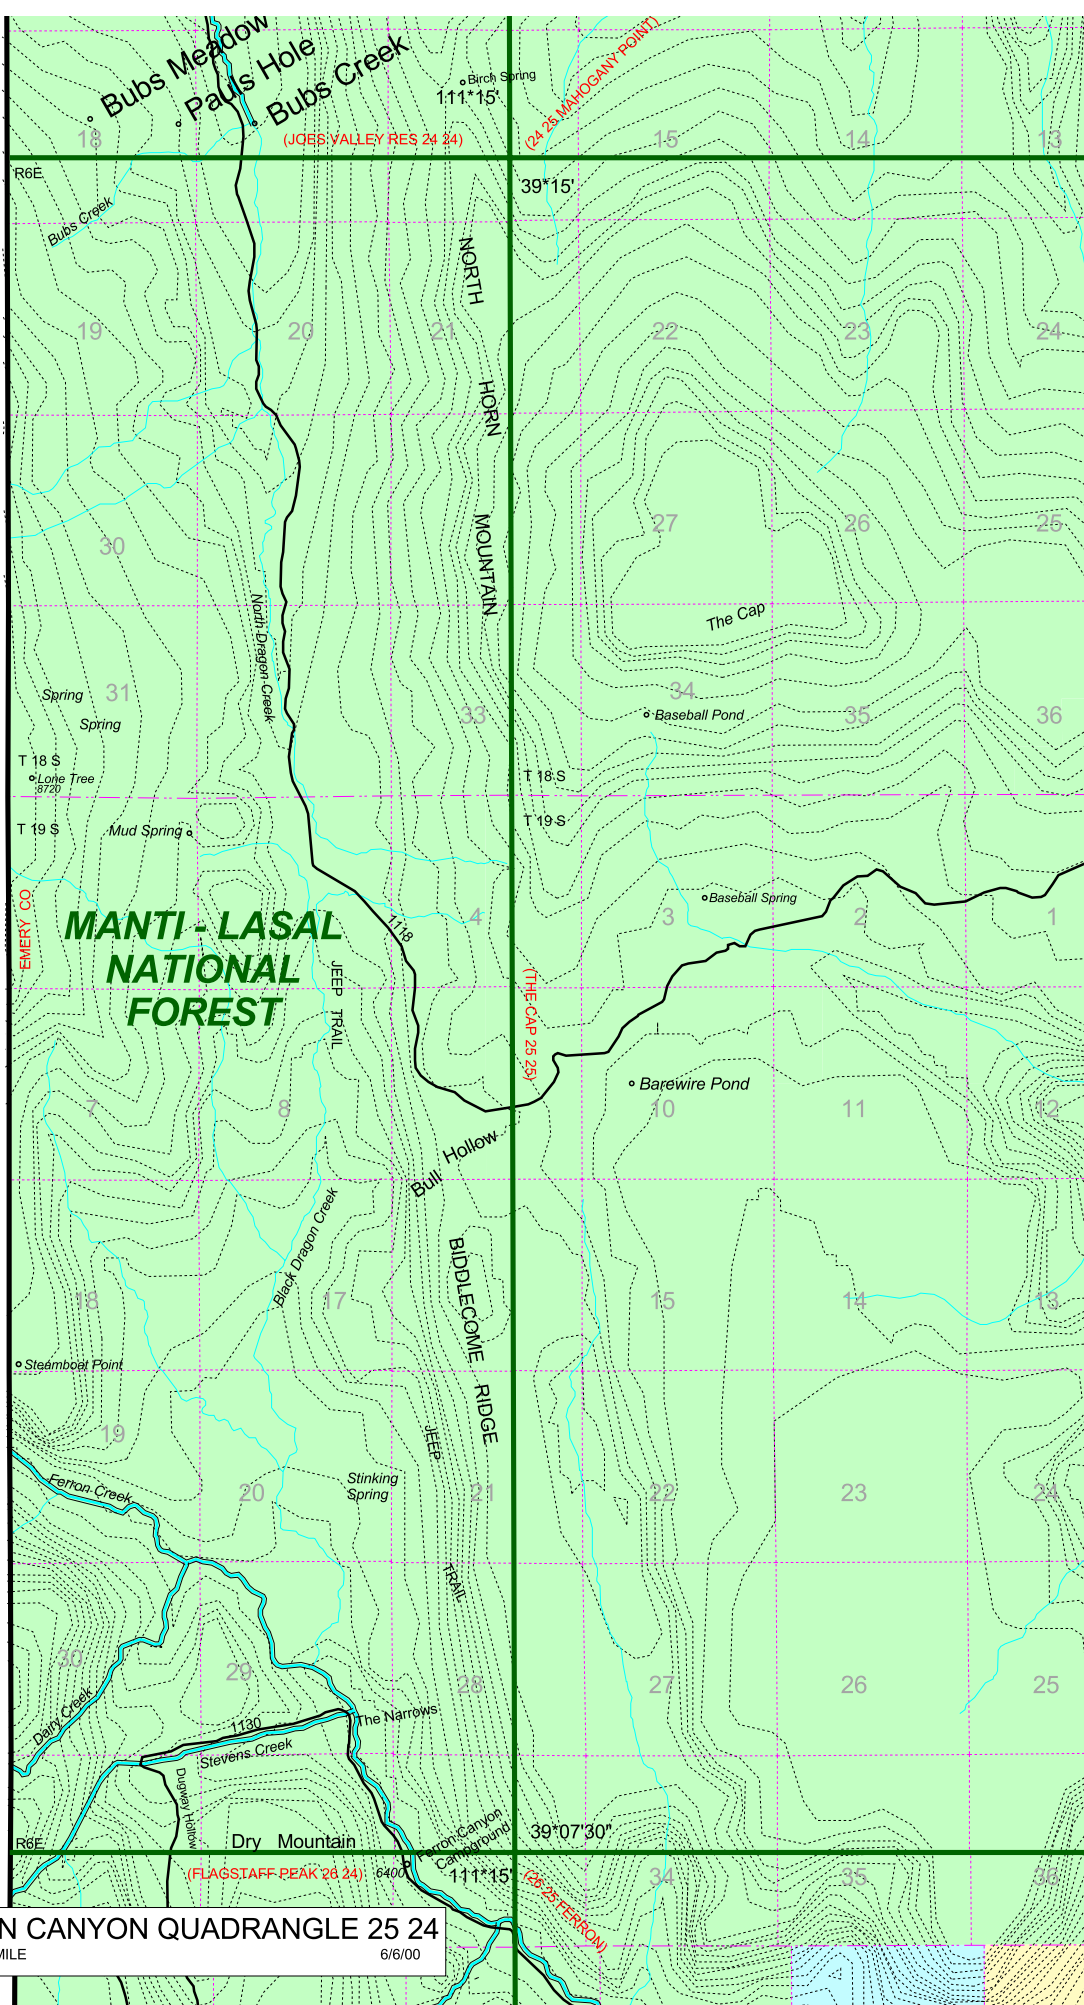 Bubs Meadow
Pauls Hole
Bubs Creek
Birch Spring
111*15'
(24 25 MAHOGANY POINT)
18
(JOES VALLEY RES 24 24)
15
14
13
R6E
39*15'
Bubs Creek
NORTH
19
20
21
22
23
24
HORN
MOUNTAIN
30
27
26
25
North Dragon Creek
The Cap
Spring
31
Spring
33
34
Baseball Pond
35
36
T 18 S
Lone Tree
8720
T 18 S
T 19 S
Mud Spring
T 19 S
EMERY CO
MANTI - LASAL
NATIONAL
FOREST
1118
4
3
Baseball Spring
2
1
JEEP TRAIL
(THE CAP 25 25)
Barewire Pond
7
8
10
11
12
Bull Hollow
Black Dragon Creek
BIDDLECOME RIDGE
18
17
15
14
13
Steamboat Point
19
JEEP
TRAIL
Ferron Creek
20
Stinking
Spring
21
22
23
24
30
29
28
27
26
25
Dairy Creek
1130
The Narrows
Stevens Creek
Dugway Hollow
R6E
Dry Mountain
Ferron Canyon
Campground
39*07'30"
(FLAGSTAFF PEAK 26 24)
6400
111*15'
(26 25 FERRON)
34
35
36
N CANYON QUADRANGLE 25 24
MILE
6/6/00